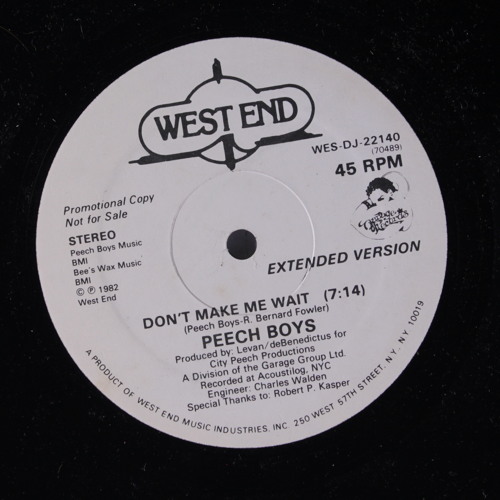 WEST END
WES-DJ-22140
(70489)
45 RPM
Promotional Copy
Not for Sale
STEREO
Peech Boys Music
BMI
Bee's Wax Music
BMI
© ℗ 1982
West End
EXTENDED VERSION
DON'T MAKE ME WAIT (7:14)
(Peech Boys-R. Bernard Fowler)
PEECH BOYS
Produced by: Levan/deBenedictus for
City Peech Productions
A Division of the Garage Group Ltd.
Recorded at Acoustilog, NYC
Engineer: Charles Walden
Special Thanks to: Robert P. Kasper
A PRODUCT OF WEST END MUSIC INDUSTRIES, INC. 250 WEST 57TH STREET, NY, NY 10019